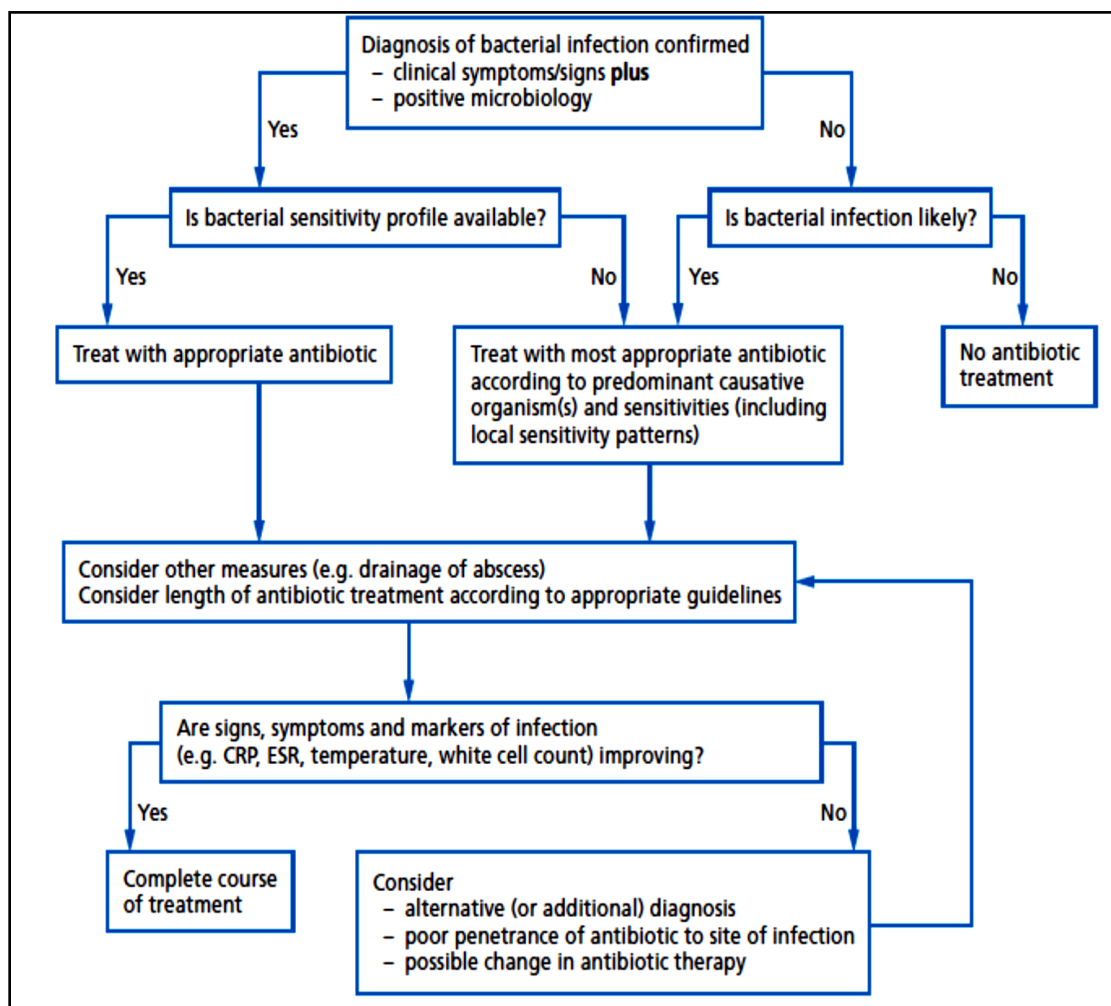 Diagnosis of bacterial infection confirmed
– clinical symptoms/signs plus
– positive microbiology
Yes
No
Is bacterial sensitivity profile available?
Is bacterial infection likely?
Yes
No
Yes
No
Treat with appropriate antibiotic
Treat with most appropriate antibiotic
according to predominant causative
organism(s) and sensitivities (including
local sensitivity patterns)
No antibiotic
treatment
Consider other measures (e.g. drainage of abscess)
Consider length of antibiotic treatment according to appropriate guidelines
Are signs, symptoms and markers of infection
(e.g. CRP, ESR, temperature, white cell count) improving?
Yes
No
Complete course
of treatment
Consider
– alternative (or additional) diagnosis
– poor penetrance of antibiotic to site of infection
– possible change in antibiotic therapy